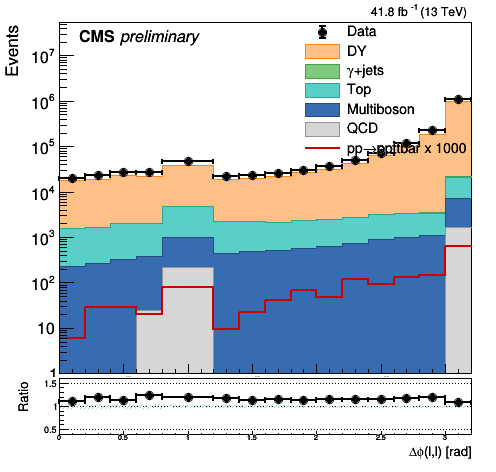 41.8 fb⁻¹ (13 TeV)
CMS preliminary
Events
Data
DY
γ+jets
Top
Multiboson
QCD
pp→ppttbar x 1000
10⁷
10⁶
10⁵
10⁴
10³
10²
10
1
Ratio
1.5
1
0.5
0 0.5 1 1.5 2 2.5 3
Δφ(l,l) [rad]